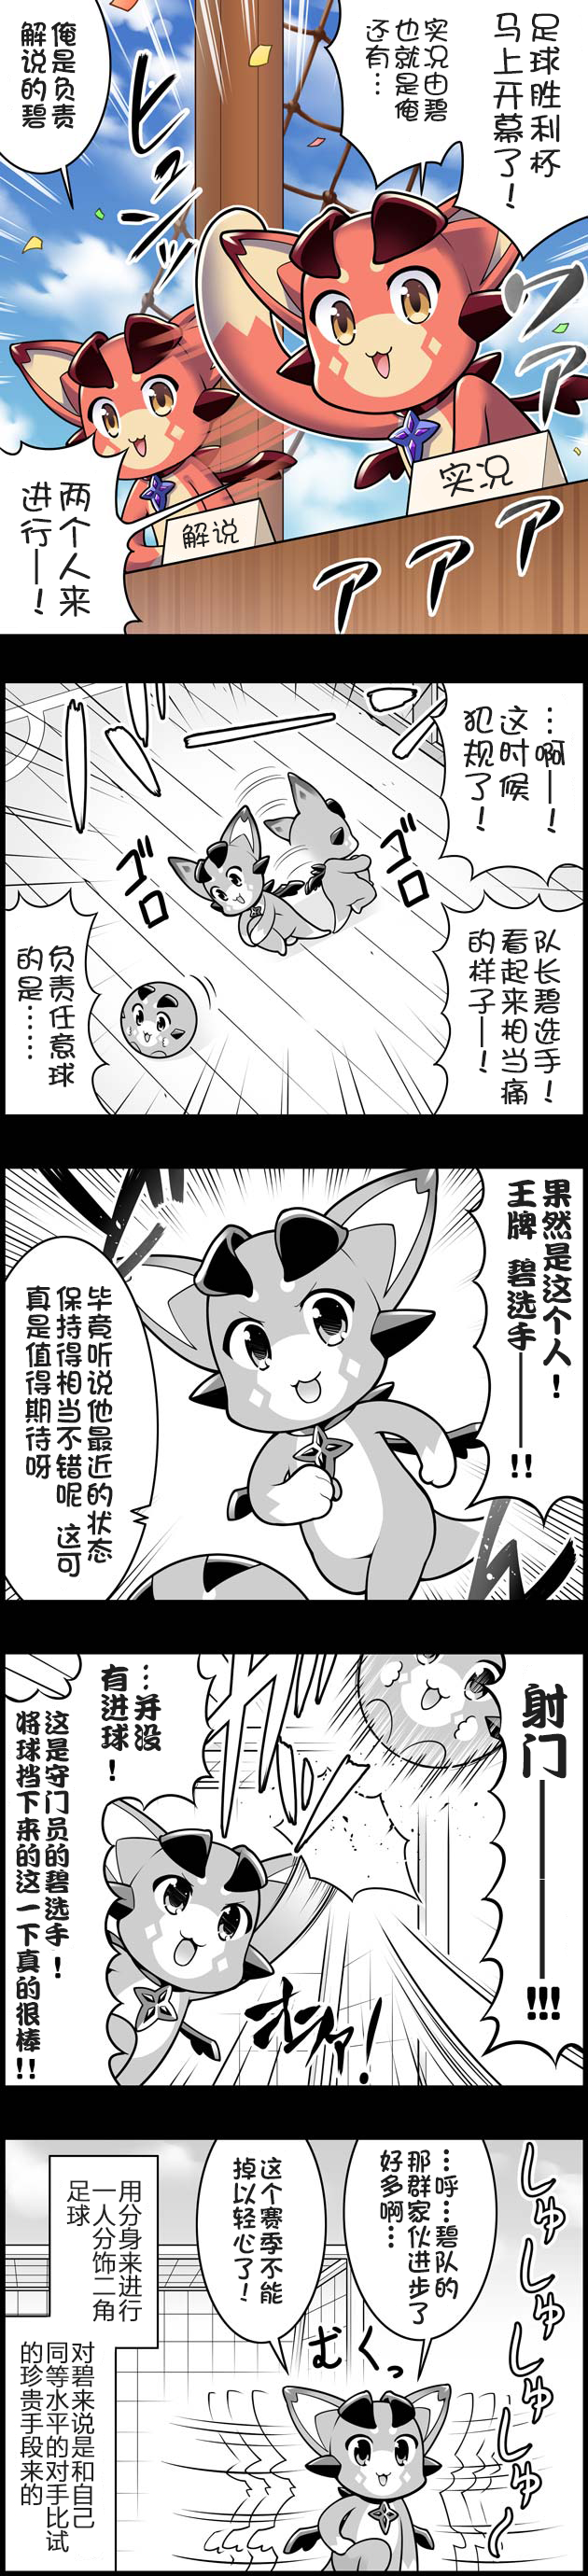 足球胜利杯
马上开幕了！
实况由碧
也就是俺
还有…
俺是负责
解说的碧
ビュンッ
ワァ
アアア
实况
解说
两个人来
进行—！
…啊—！
这时候
犯规了！
ゴロ
ゴロ
队长碧选手！
看起来相当痛
的样子—！
负责任意球
的是……
果然是这个人！
王牌 碧选手——！！
毕竟听说他最近的状态
保持得相当不错呢 这可
真是值得期待呀
射门——！！！
…并没
有进球！
这是守门员的碧选手！
将球挡下来的这一下真的很棒！！
…呼…碧队的
那群家伙进步了
好多啊…
这个赛季不能
掉以轻心了！
しゅしゅしゅしゅ～
むくっ
用分身来进行
一人分饰二角
足球
对碧来说是和自己
同等水平的对手比试
的珍贵手段来的